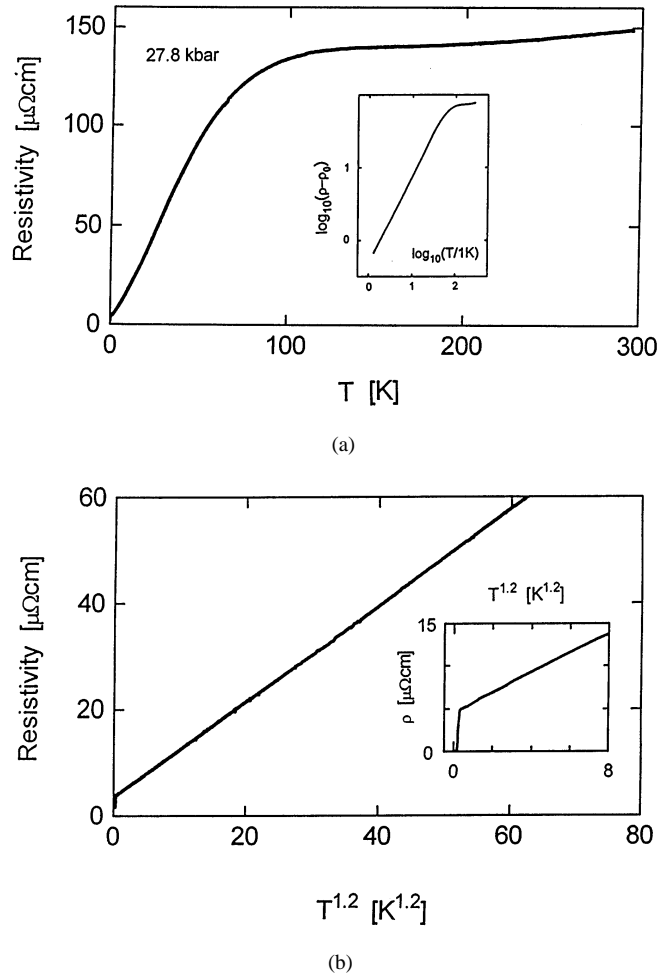 150
27.8 kbar
100
1
50
0
0
0 1 2
0 100 200 300
Resistivity [μΩcṁ]
log10(ρ–ρ0)
log10(T/1K)
T [K]
(a)
60
40
20
0
0 20 40 60 80
Resistivity [μΩcm]
T1.2 [K1.2]
15
ρ [μΩcm]
0
0 8
T1.2 [K1.2]
(b)